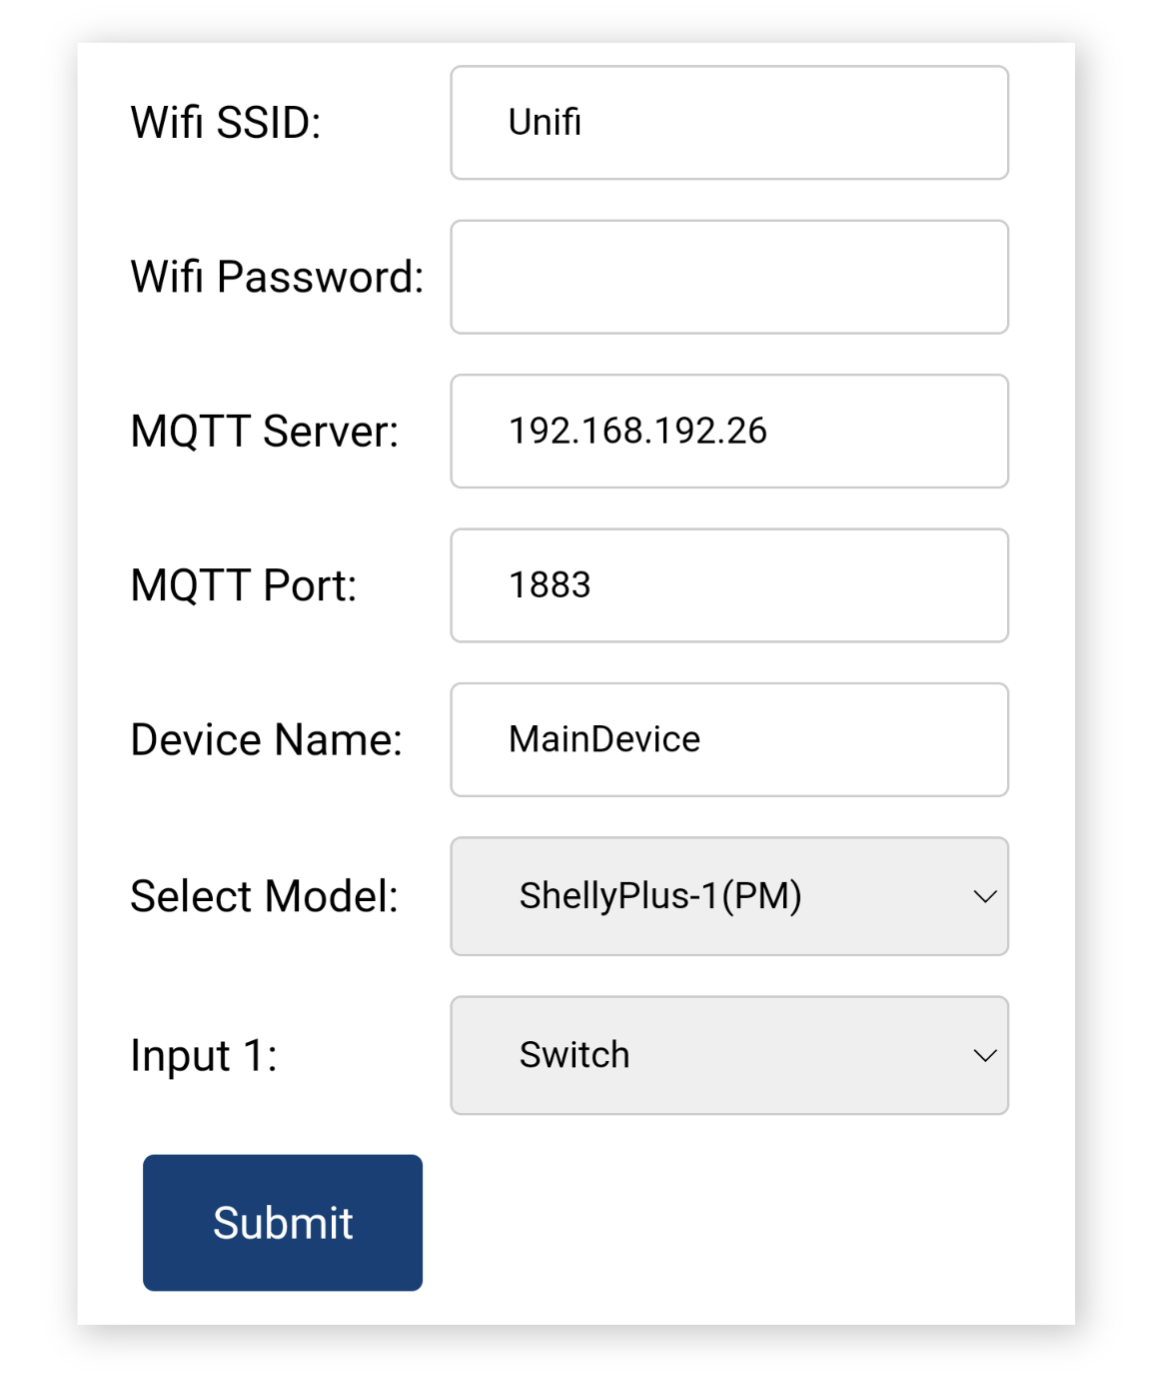 Wifi SSID: Unifi
Wifi Password:
MQTT Server: 192.168.192.26
MQTT Port: 1883
Device Name: MainDevice
Select Model: ShellyPlus-1(PM)
Input 1: Switch
Submit